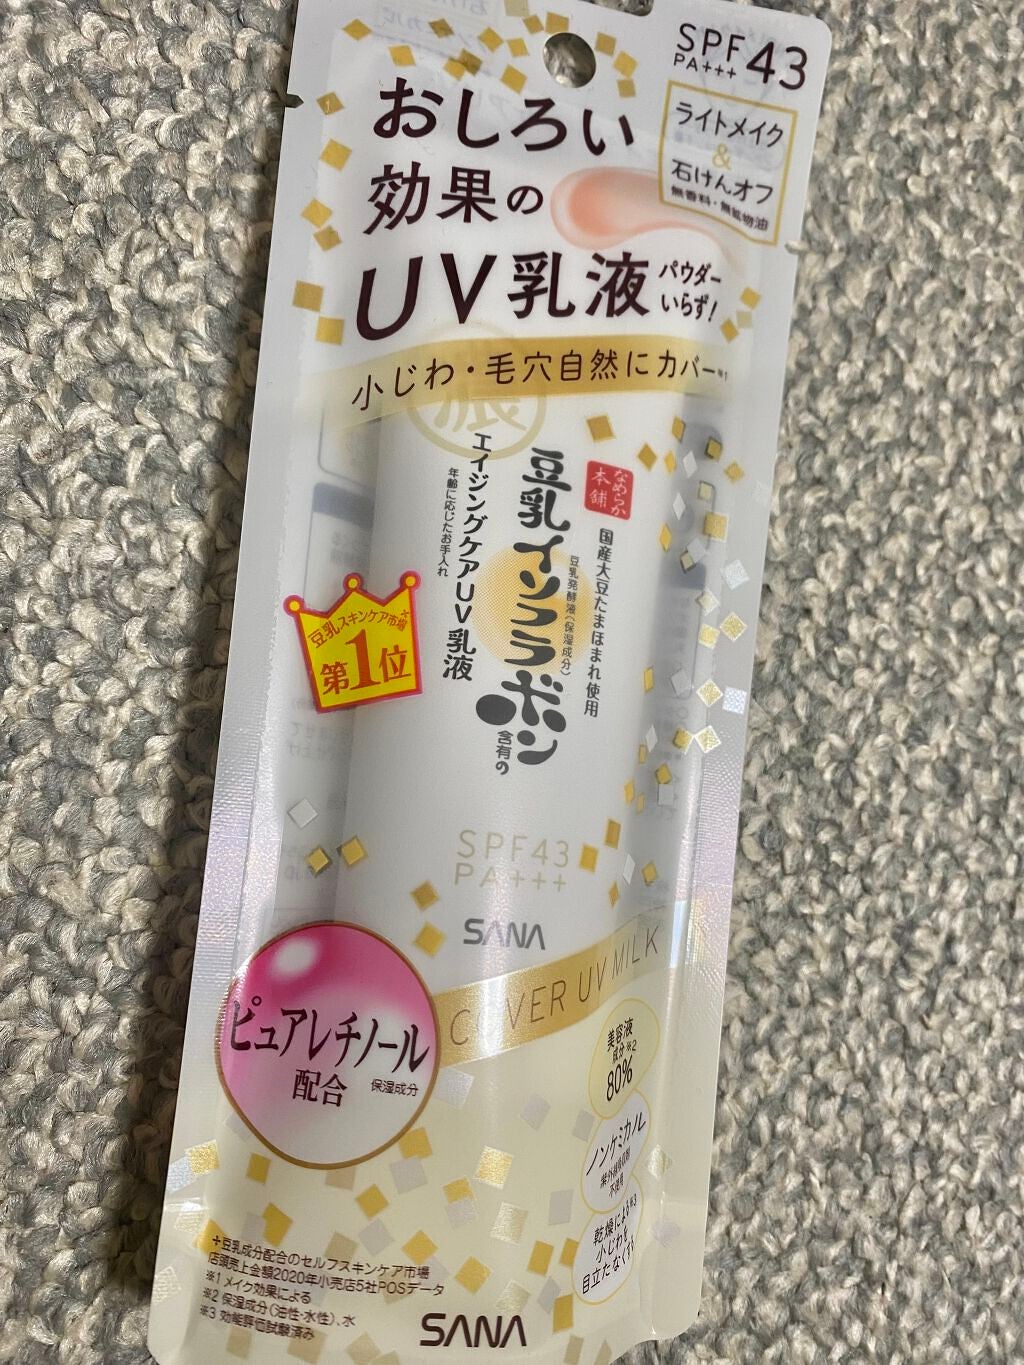 SPF43
PA+++
おしろい
効果の
UV乳液
パウダー
いらず!
ライトメイク
&
石けんオフ
無香料・無鉱物油
小じわ・毛穴自然にカバー※1
なめらか
本舗
国産大豆たまほまれ使用
豆乳発酵液(保湿成分)
豆乳イソフラボン
含有の
エイジングケアUV乳液
年齢に応じたお手入れ
豆乳スキンケア市場+
第1位
SPF43
PA+++
SANA
COVER UV MILK
ピュアレチノール
配合
保湿成分
美容液
成分※2
80%
ノンケミカル
紫外線吸収剤
不使用
乾燥による※3
小じわを
目立たなくする
+豆乳成分配合のセルフスキンケア市場
店頭売上金額2020年小売店5社POSデータ
※1 メイク効果による
※2 保湿成分(油性・水性)、水
※3 効能評価試験済み
SANA